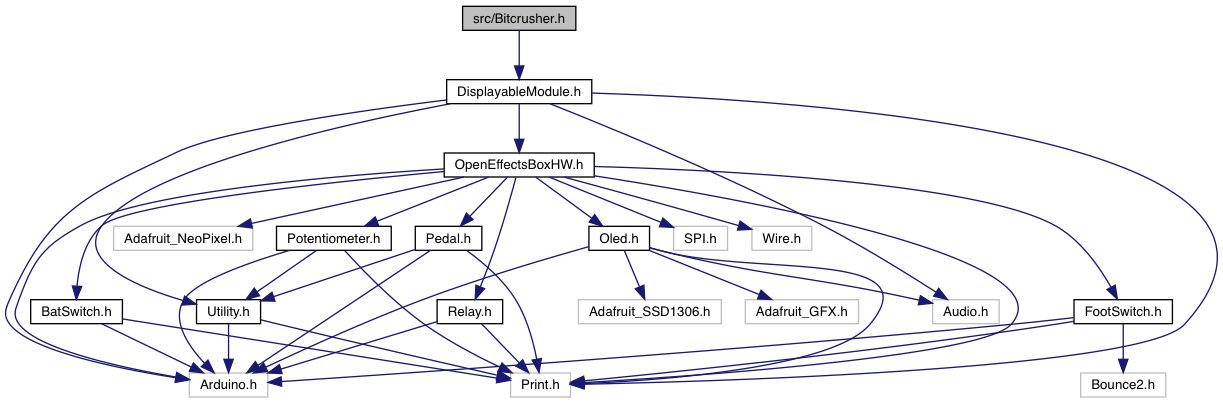 src/Bitcrusher.h
DisplayableModule.h
OpenEffectsBoxHW.h
Adafruit_NeoPixel.h
Potentiometer.h
Pedal.h
Oled.h
SPI.h
Wire.h
BatSwitch.h
Utility.h
Relay.h
Adafruit_SSD1306.h
Adafruit_GFX.h
Audio.h
FootSwitch.h
Arduino.h
Print.h
Bounce2.h